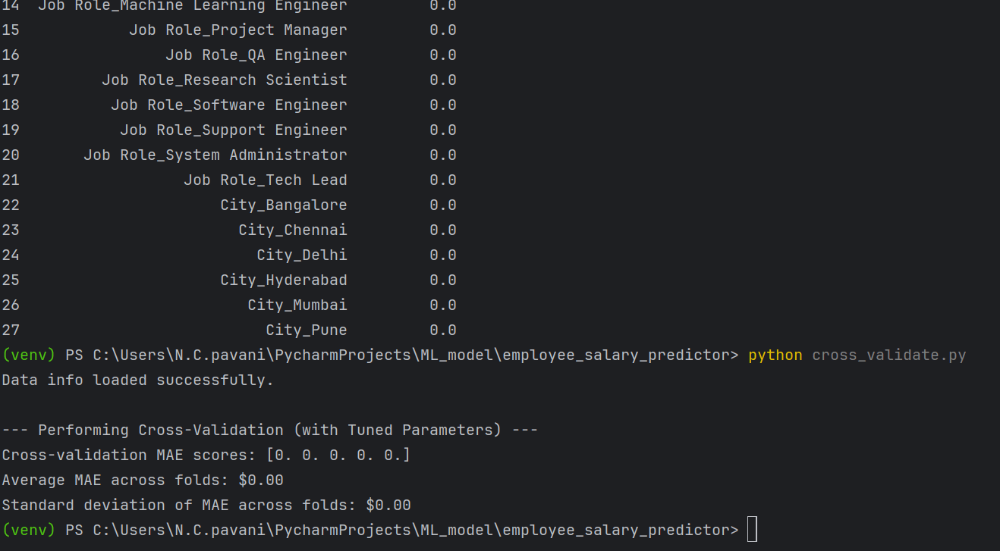 14  Job Role_Machine Learning Engineer         0.0
15            Job Role_Project Manager         0.0
16                Job Role_QA Engineer         0.0
17         Job Role_Research Scientist         0.0
18          Job Role_Software Engineer         0.0
19           Job Role_Support Engineer         0.0
20       Job Role_System Administrator         0.0
21                  Job Role_Tech Lead         0.0
22                      City_Bangalore         0.0
23                        City_Chennai         0.0
24                          City_Delhi         0.0
25                      City_Hyderabad         0.0
26                         City_Mumbai         0.0
27                           City_Pune         0.0
(venv) PS C:\Users\N.C.pavani\PycharmProjects\ML_model\employee_salary_predictor> python cross_validate.py
Data info loaded successfully.
--- Performing Cross-Validation (with Tuned Parameters) ---
Cross-validation MAE scores: [0. 0. 0. 0. 0.]
Average MAE across folds: $0.00
Standard deviation of MAE across folds: $0.00
(venv) PS C:\Users\N.C.pavani\PycharmProjects\ML_model\employee_salary_predictor>